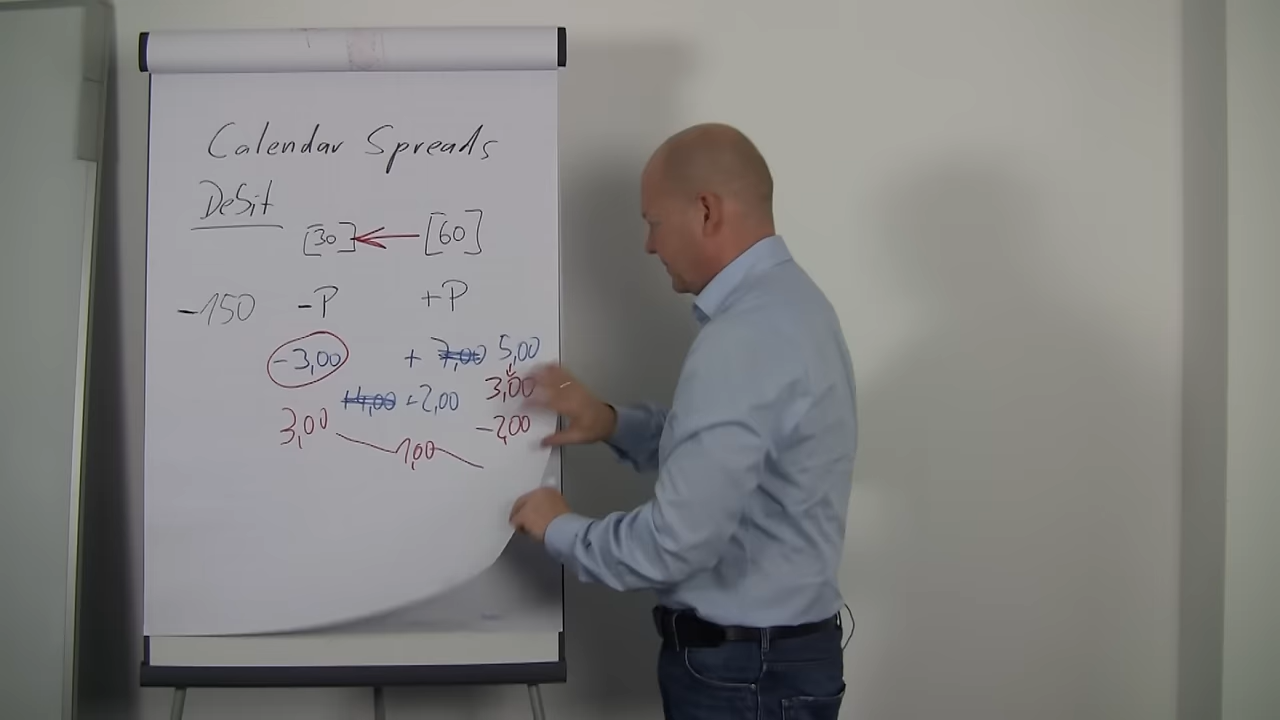 Calendar Spreads
Debit
[30] ← [60]
-150 -P +P
-3,00 + 7,00 5,00
3,00
+4,00 -2,00
3,00 -2,00
1,00